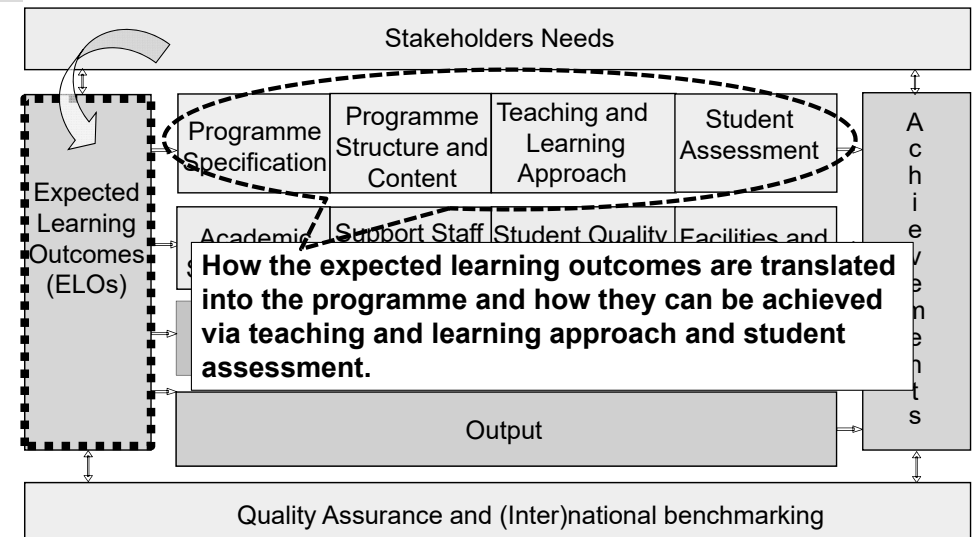 Stakeholders Needs
Programme
Specification
Programme
Structure and
Content
Teaching and
Learning
Approach
Student
Assessment
Expected
Learning
Outcomes
(ELOs)
Academic
Support Staff
Student Quality
Facilities and
How the expected learning outcomes are translated
into the programme and how they can be achieved
via teaching and learning approach and student
assessment.
Achievements
Output
Quality Assurance and (Inter)national benchmarking